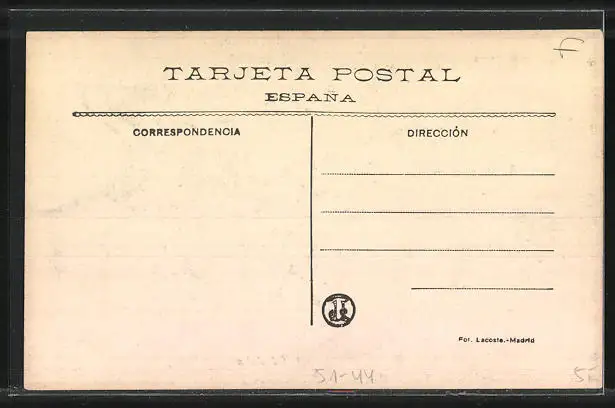 TARJETA POSTAL
ESPAÑA
CORRESPONDENCIA
DIRECCIÓN
Fot. Lacoste.-Madrid
51-44